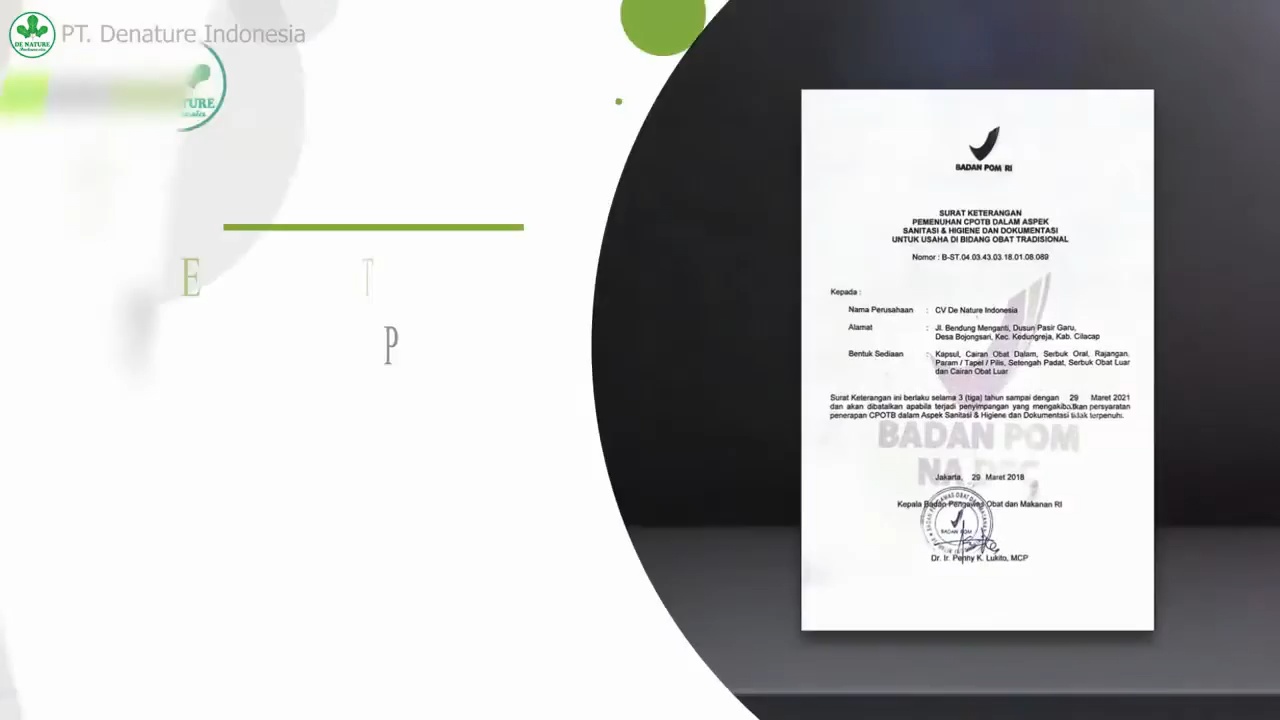 DE NATURE
Indonesia
PT. Denature Indonesia
TURE
E T
P
BADAN POM RI
SURAT KETERANGAN
PEMENUHAN CPOTB DALAM ASPEK
SANITASI & HIGIENE DAN DOKUMENTASI
UNTUK USAHA DI BIDANG OBAT TRADISIONAL
Nomor : B-ST.04.03.43.03.18.01.08.089
Kepada :
Nama Perusahaan : CV De Nature Indonesia
Alamat : Jl. Bendung Menganti, Dusun Pasir Garu,
Desa Bojongsari, Kec. Kedungreja, Kab. Cilacap
Bentuk Sediaan : Kapsul, Cairan Obat Dalam, Serbuk Oral, Rajangan,
Param / Tapel / Pilis, Setengah Padat, Serbuk Obat Luar
dan Cairan Obat Luar
Surat Keterangan ini berlaku selama 3 (tiga) tahun sampai dengan 29 Maret 2021
dan akan dibatalkan apabila terjadi penyimpangan yang mengakibatkan persyaratan
penerapan CPOTB dalam Aspek Sanitasi & Higiene dan Dokumentasi tidak terpenuhi.
BADAN POM
Jakarta, 29 Maret 2018
Kepala Badan Pengawas Obat dan Makanan RI
BADAN POM
Dr. Ir. Penny K. Lukito, MCP